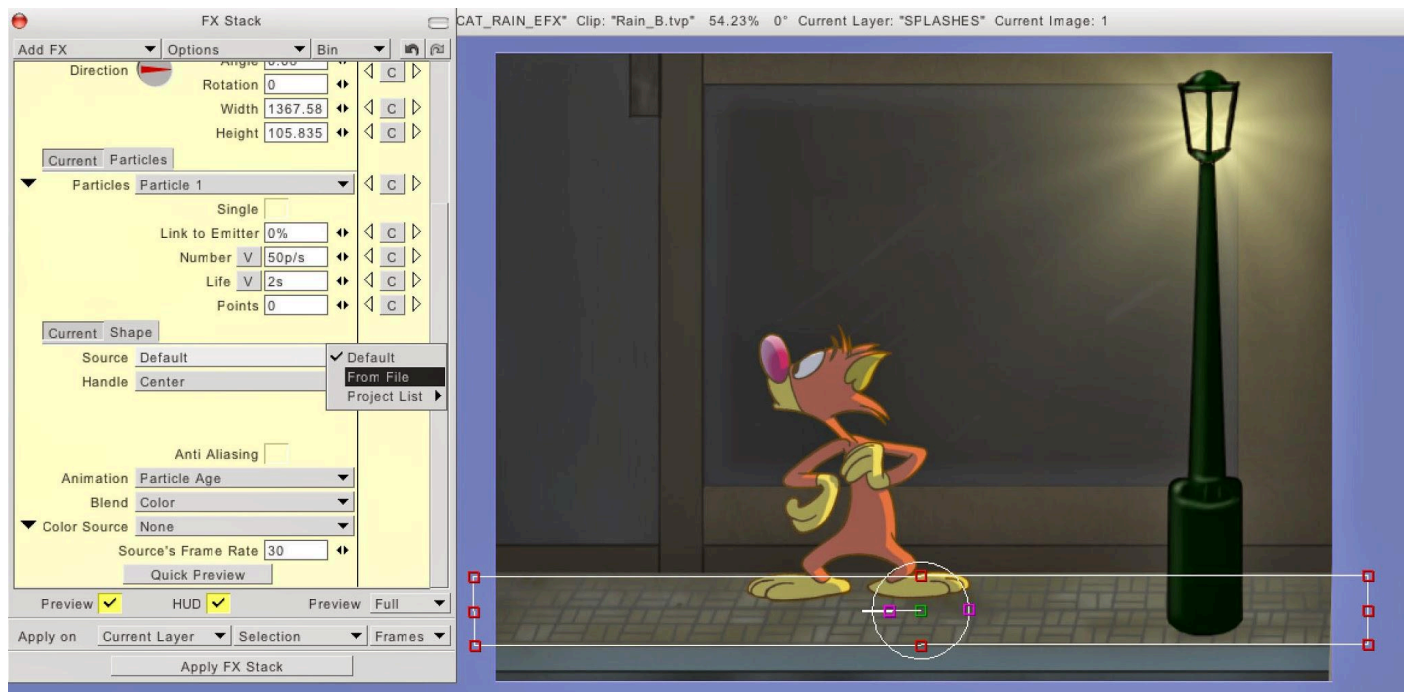 FX Stack
CAT_RAIN_EFX" Clip: "Rain_B.tvp" 54.23% 0° Current Layer: "SPLASHES" Current Image: 1
Add FX Options Bin
Direction Angle 0.00
C
Rotation 0
Width 1367.58 C
Height 105.835 C
Current Particles
Particles Particle 1 C
Single
Link to Emitter 0% C
Number V 50p/s C
Life V 2s C
Points 0 C
Current Shape
Source Default
Default
From File
Handle Center
Project List
Anti Aliasing
Animation Particle Age
Blend Color
Color Source None
Source's Frame Rate 30
Quick Preview
Preview HUD Preview Full
Apply on Current Layer Selection Frames
Apply FX Stack